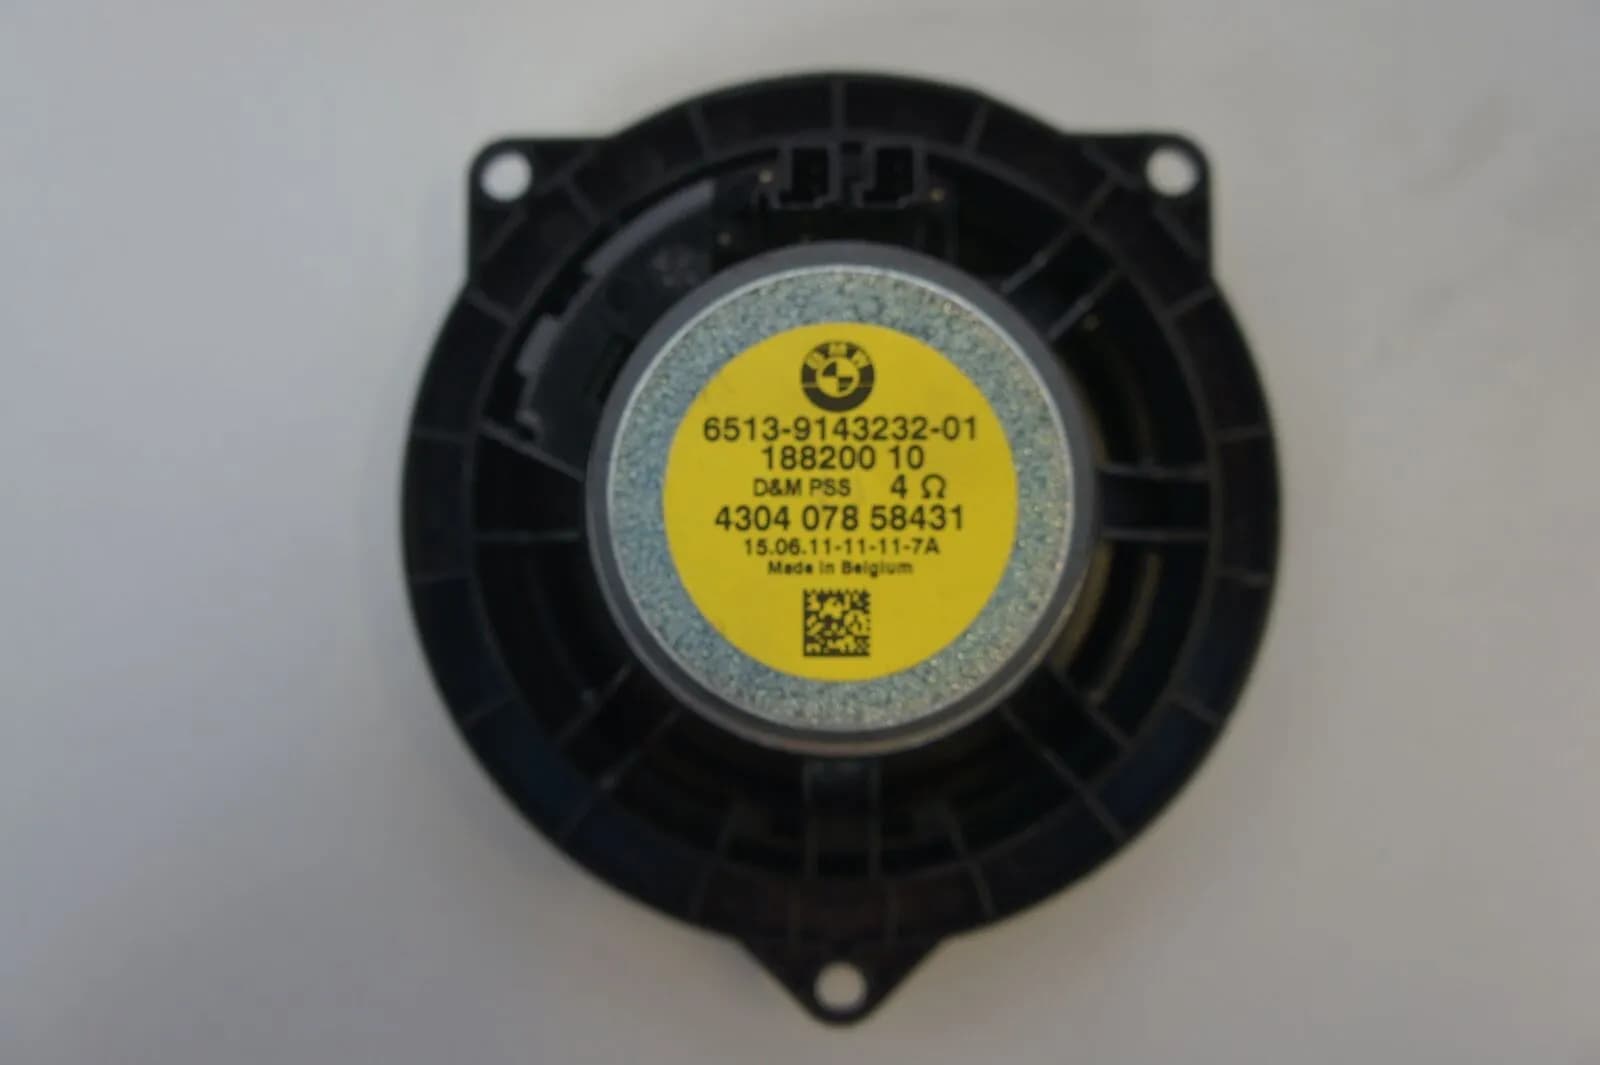 BMW
6513-9143232-01
188200 10
D&M PSS 4 Ω
4304 078 58431
15.06.11-11-11-7A
Made in Belgium